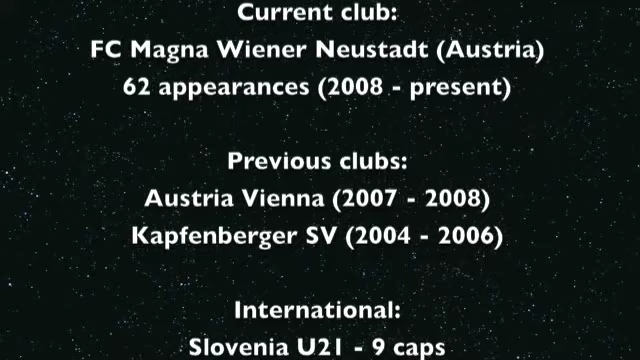 Current club:
FC Magna Wiener Neustadt (Austria)
62 appearances (2008 - present)
Previous clubs:
Austria Vienna (2007 - 2008)
Kapfenberger SV (2004 - 2006)
International:
Slovenia U21 - 9 caps